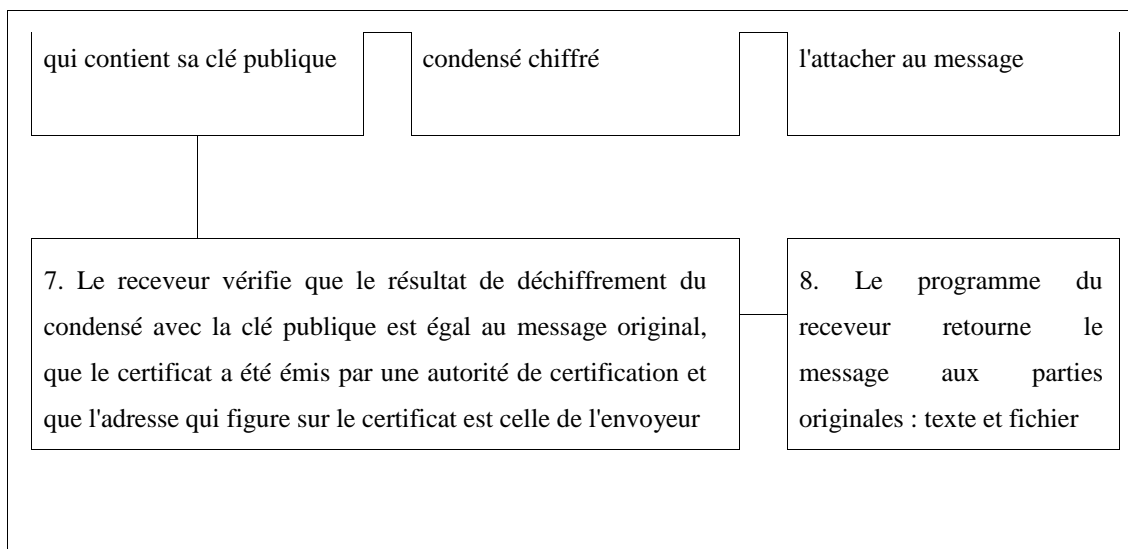 qui contient sa clé publique
condensé chiffré
l'attacher au message
7. Le receveur vérifie que le résultat de déchiffrement du
condensé avec la clé publique est égal au message original,
que le certificat a été émis par une autorité de certification et
que l'adresse qui figure sur le certificat est celle de l'envoyeur
8. Le programme du
receveur retourne le
message aux parties
originales : texte et fichier